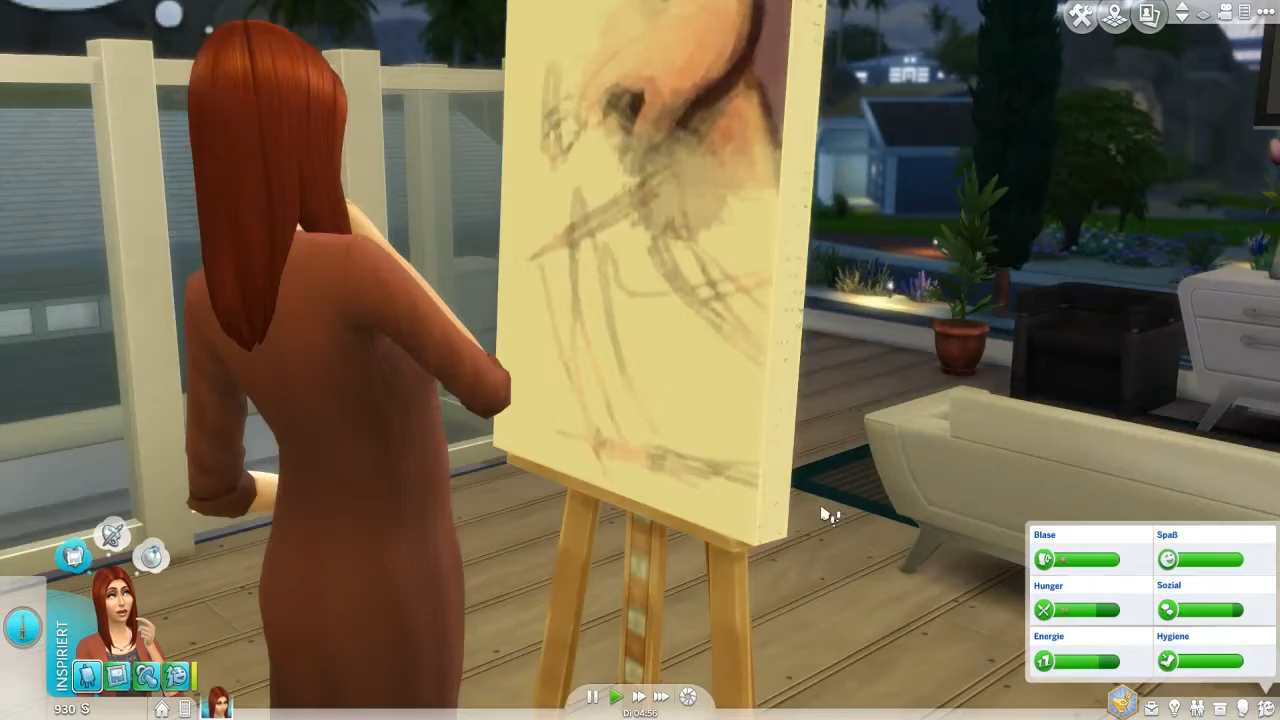 Blase
Spaß
Hunger
Sozial
Energie
Hygiene
INSPIRIERT
930 S
Di 04:56